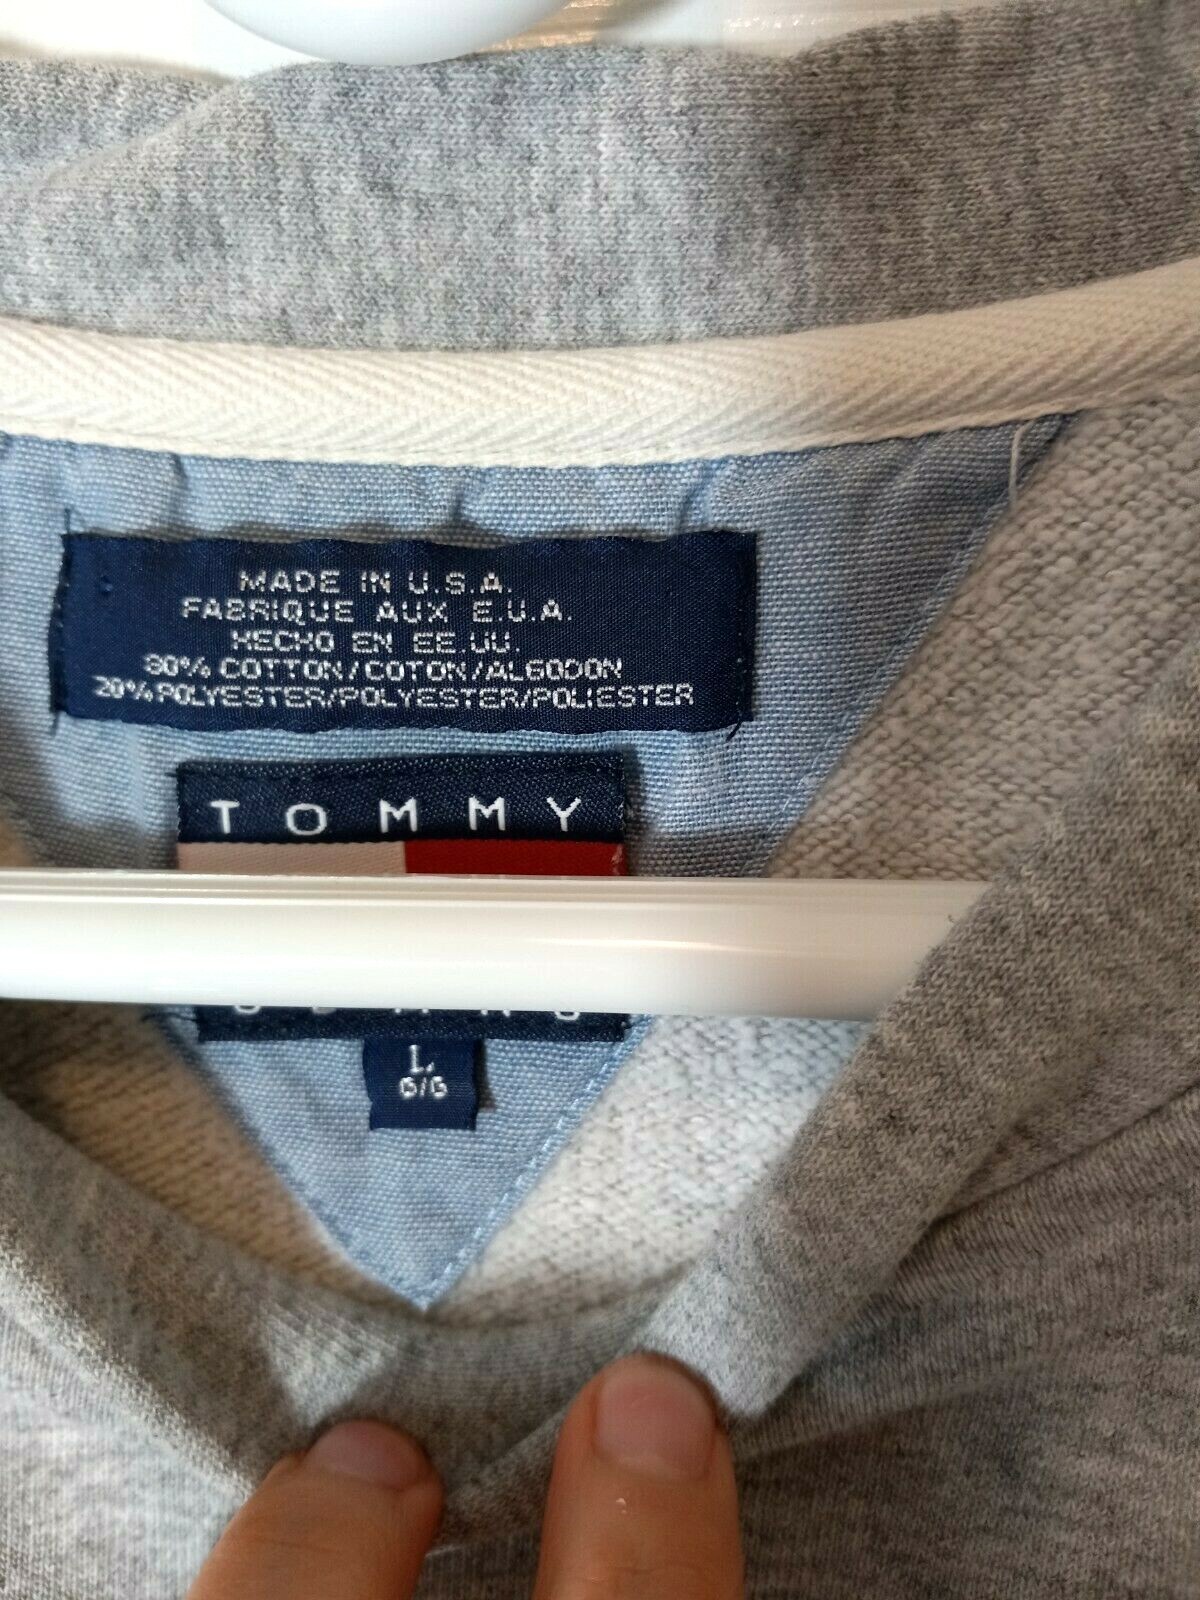 MADE IN U.S.A.
FABRIQUE AUX E.U.A.
HECHO EN EE.UU.
80% COTTON/COTON/ALGODON
20% POLYESTER/POLYESTER/POLIESTER
TOMMY
L
G/G